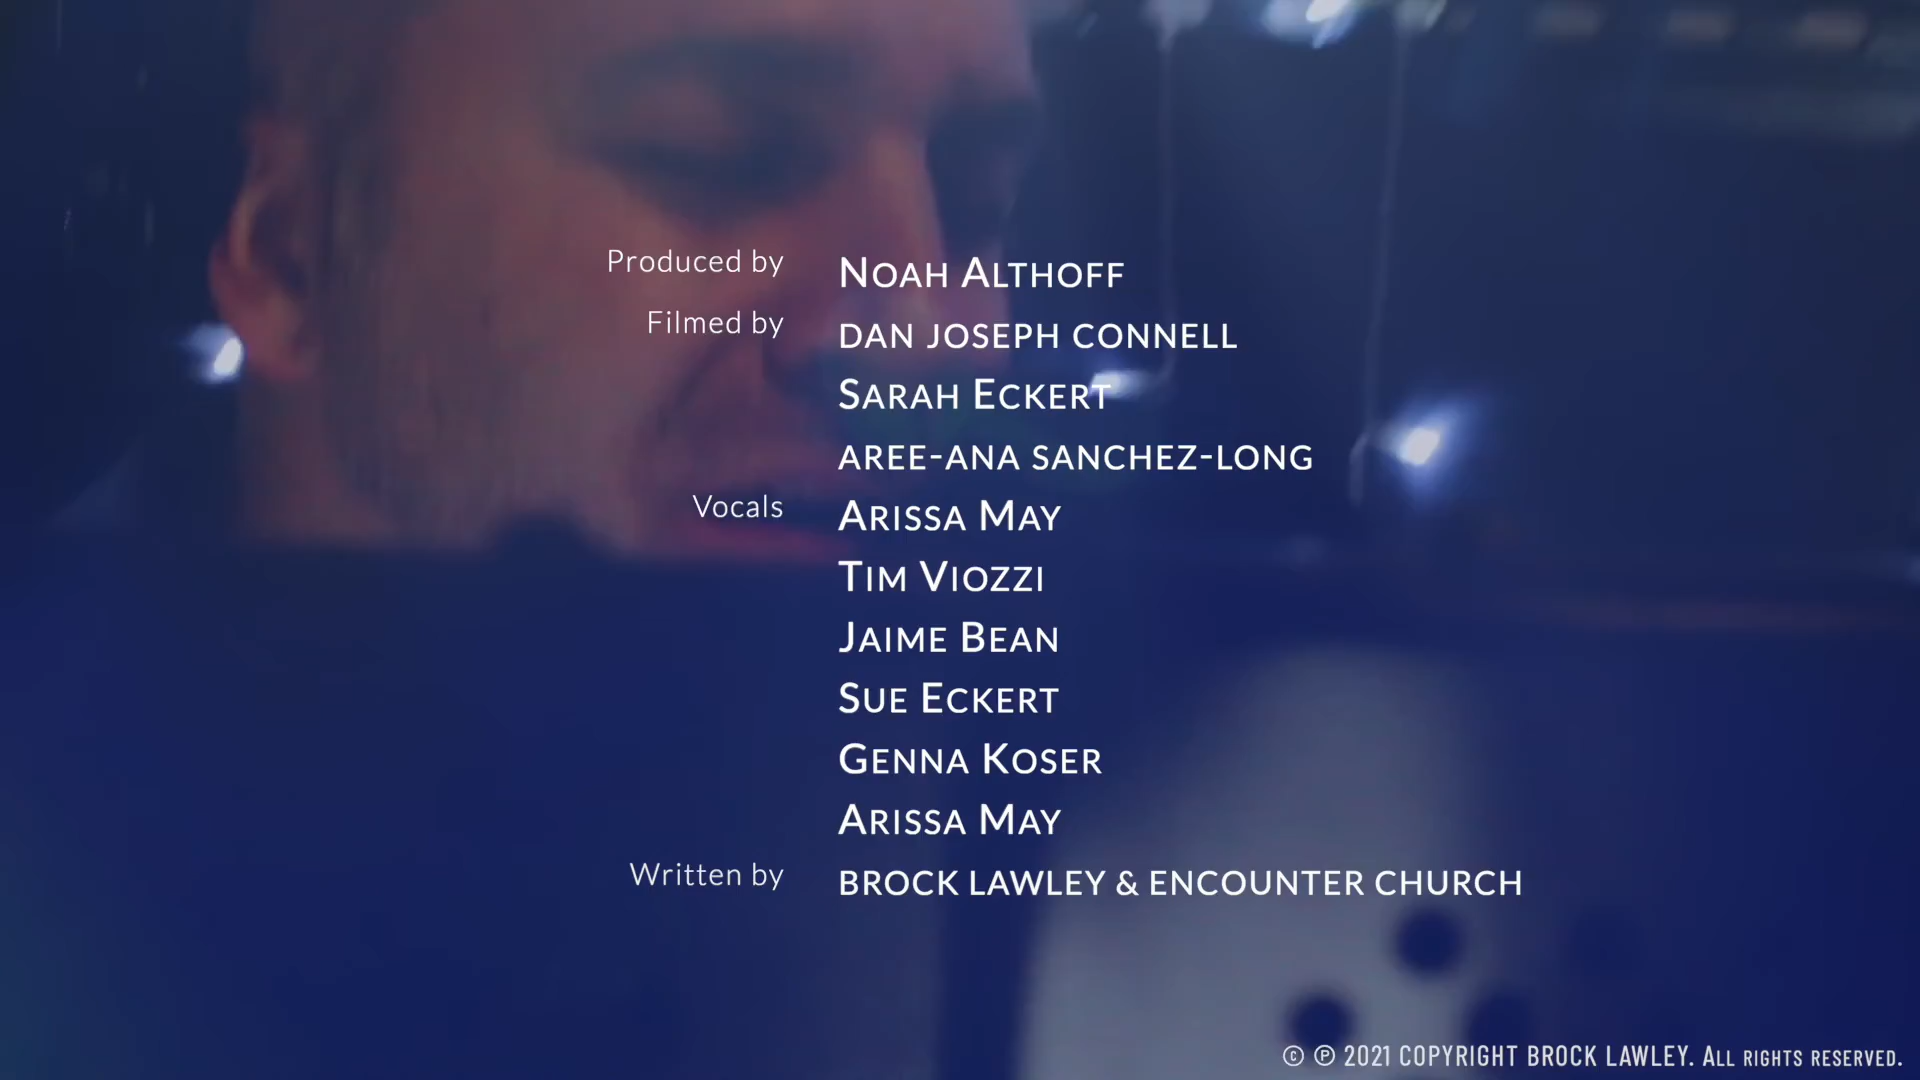 Produced by NOAH ALTHOFF
Filmed by DAN JOSEPH CONNELL
SARAH ECKERT
AREE-ANA SANCHEZ-LONG
Vocals ARISSA MAY
TIM VIOZZI
JAIME BEAN
SUE ECKERT
GENNA KOSER
ARISSA MAY
Written by BROCK LAWLEY & ENCOUNTER CHURCH
© ℗ 2021 COPYRIGHT BROCK LAWLEY. ALL RIGHTS RESERVED.